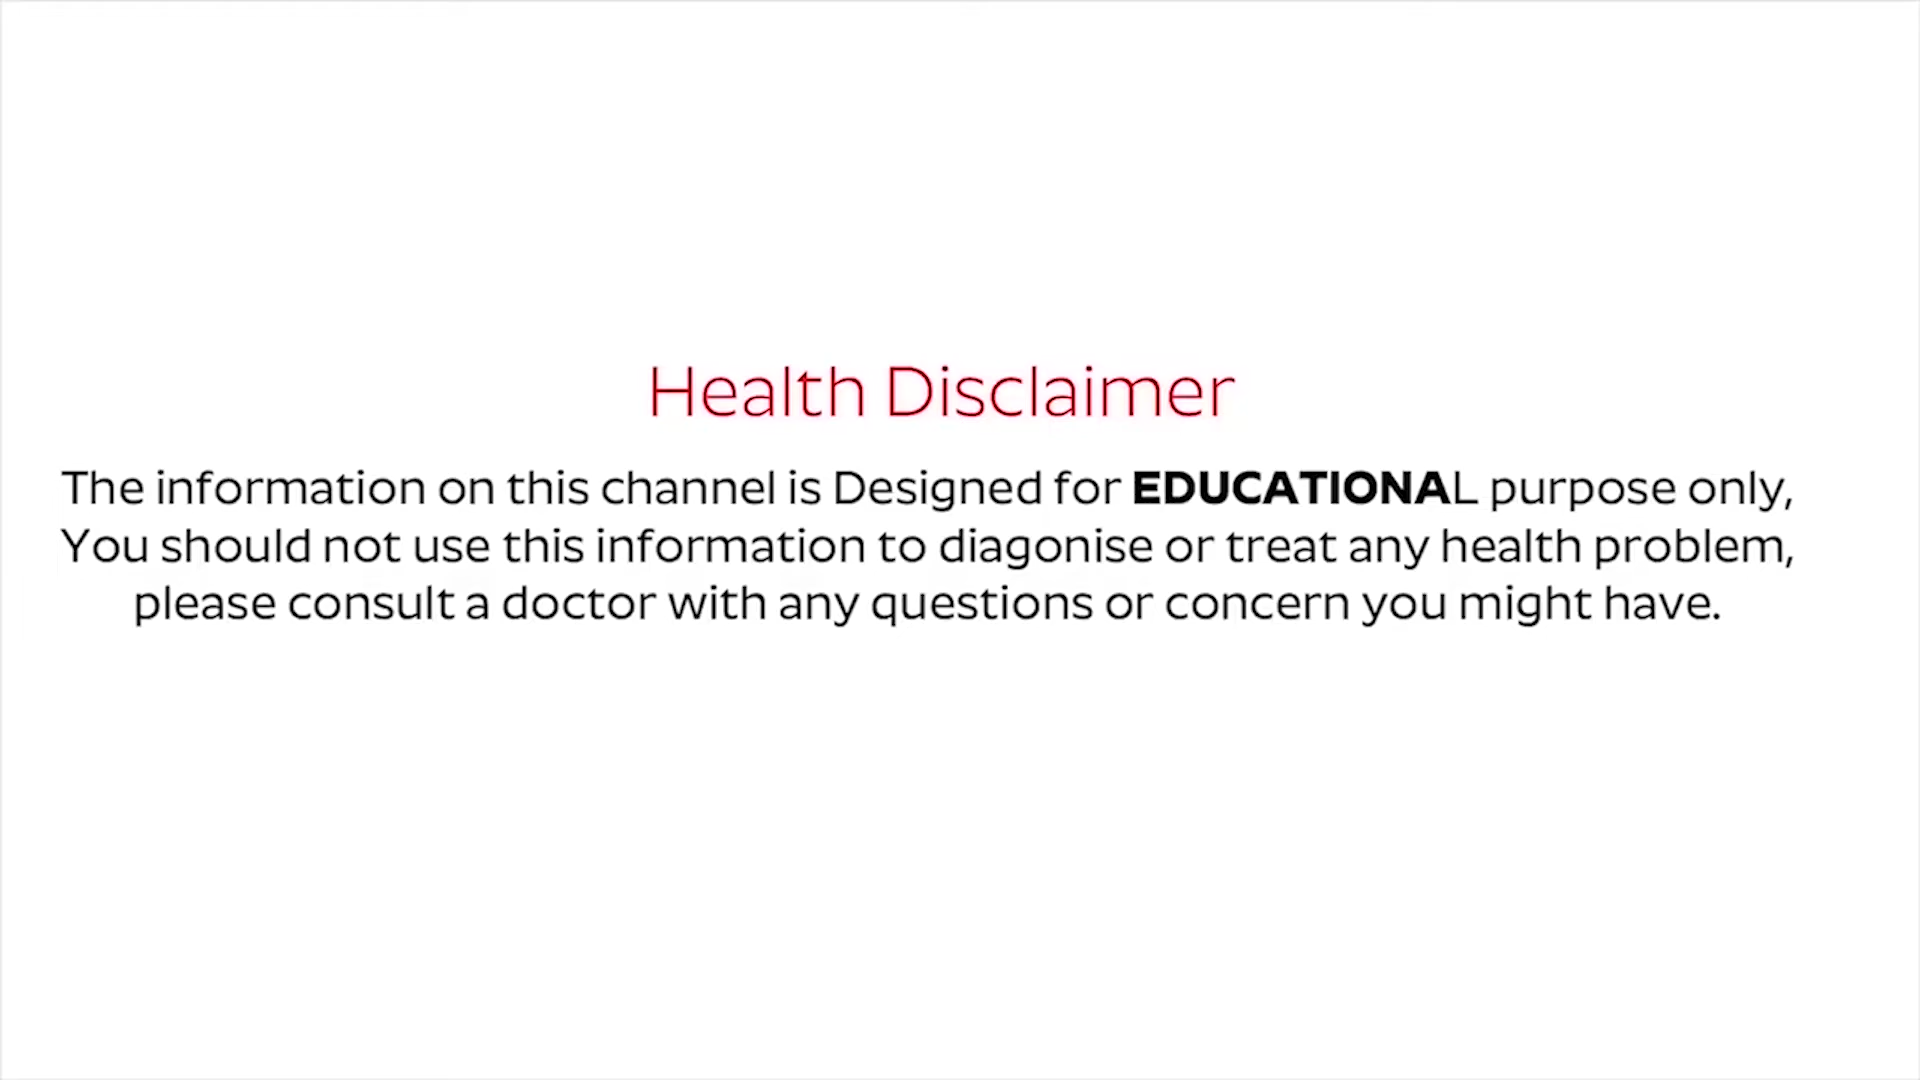 Health Disclaimer
The information on this channel is Designed for EDUCATIONAL purpose only,
You should not use this information to diagonise or treat any health problem,
please consult a doctor with any questions or concern you might have.